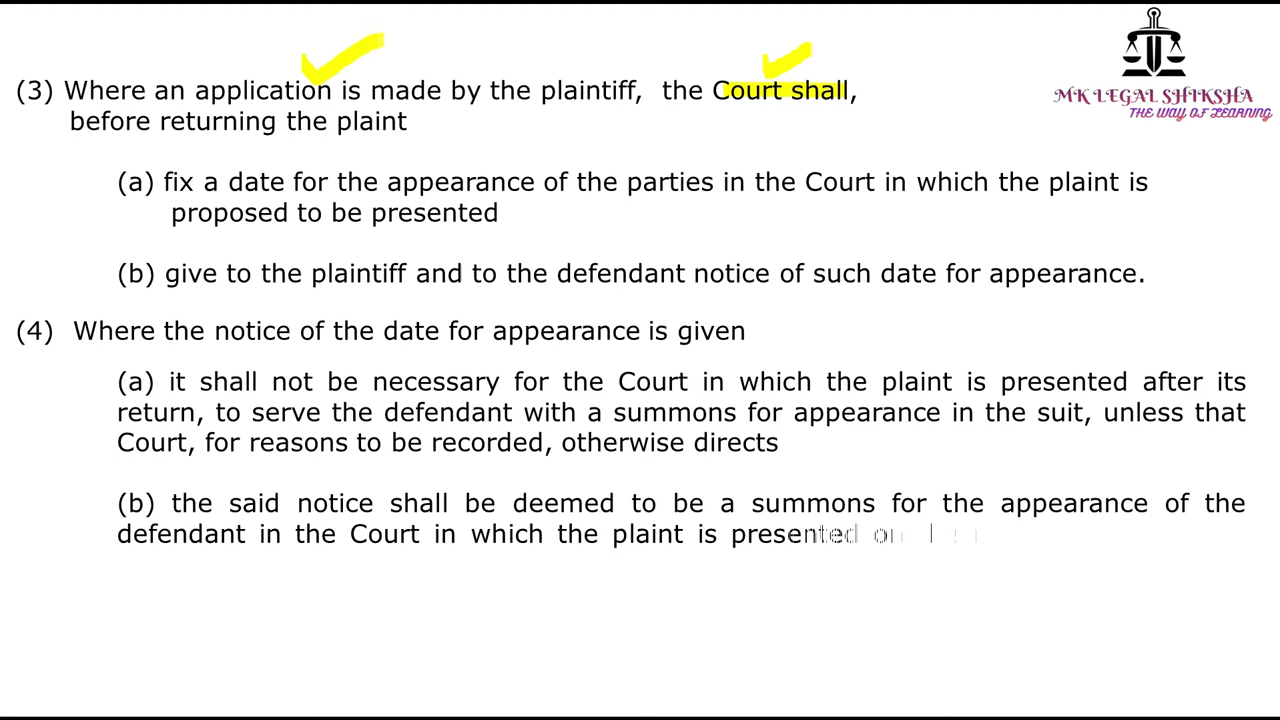 MK LEGAL SHIKSHA
THE WAY OF LEARNING
(3) Where an application is made by the plaintiff, the Court shall,
before returning the plaint
(a) fix a date for the appearance of the parties in the Court in which the plaint is
proposed to be presented
(b) give to the plaintiff and to the defendant notice of such date for appearance.
(4) Where the notice of the date for appearance is given
(a) it shall not be necessary for the Court in which the plaint is presented after its
return, to serve the defendant with a summons for appearance in the suit, unless that
Court, for reasons to be recorded, otherwise directs
(b) the said notice shall be deemed to be a summons for the appearance of the
defendant in the Court in which the plaint is presented